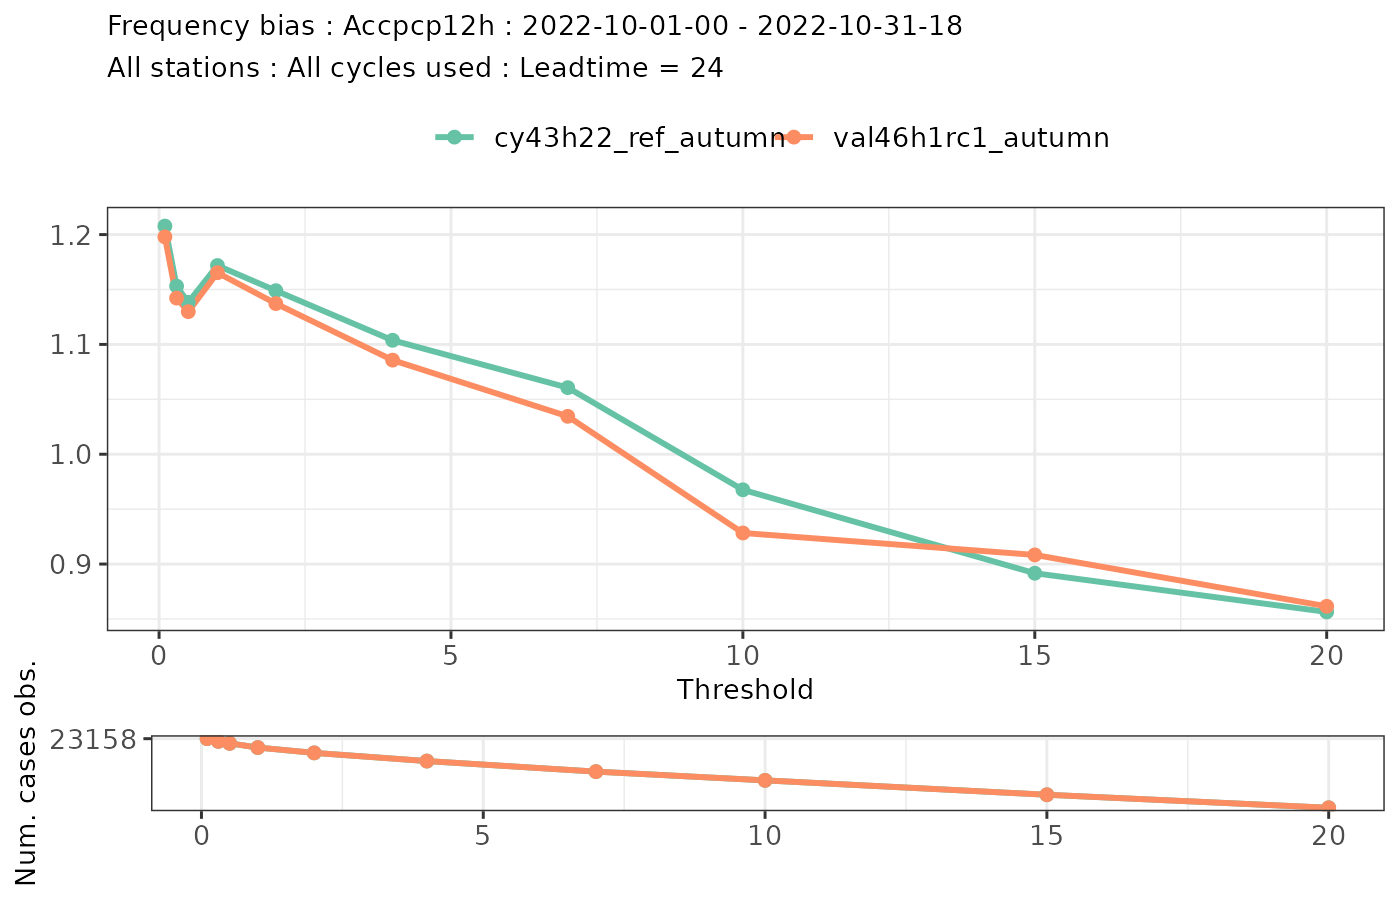 Frequency bias : Accpcp12h : 2022-10-01-00 - 2022-10-31-18
All stations : All cycles used : Leadtime = 24
cy43h22_ref_autumn val46h1rc1_autumn
1.2
1.1
1.0
0.9
0 5 10 15 20
Threshold
Num. cases obs.
23158
0 5 10 15 20